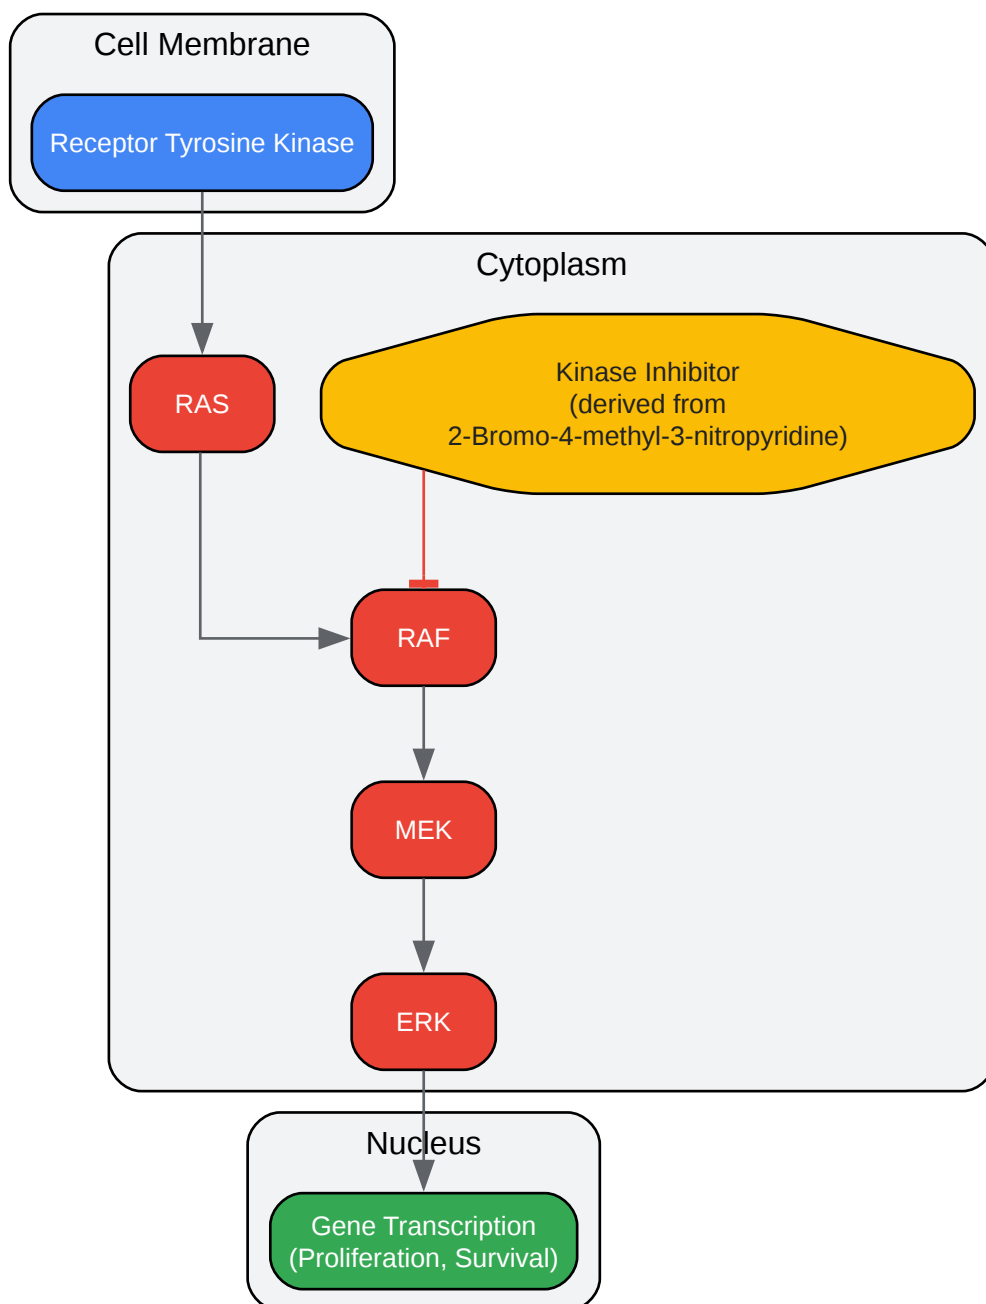 Cell Membrane
Receptor Tyrosine Kinase
Cytoplasm
RAS
Kinase Inhibitor
(derived from
2-Bromo-4-methyl-3-nitropyridine)
RAF
MEK
ERK
Nucleus
Gene Transcription
(Proliferation, Survival)